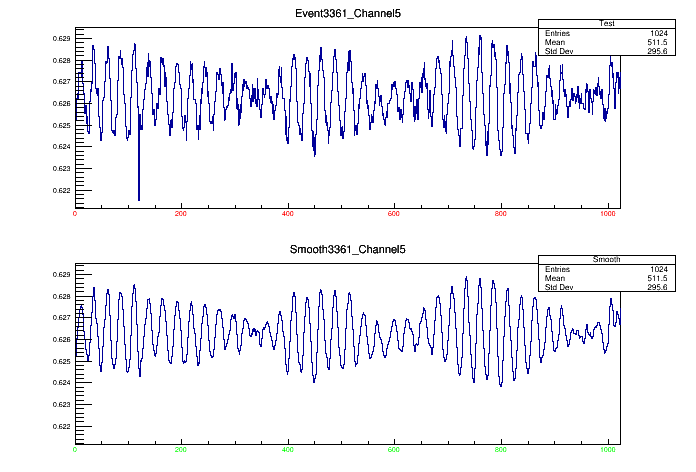 Event3361_Channel5
Test
Entries 1024
Mean 511.5
Std Dev 295.6
0.629
0.628
0.627
0.626
0.625
0.624
0.623
0.622
0 200 400 600 800 1000
Smooth3361_Channel5
Smooth
Entries 1024
Mean 511.5
Std Dev 295.6
0.629
0.628
0.627
0.626
0.625
0.624
0.623
0.622
0 200 400 600 800 1000